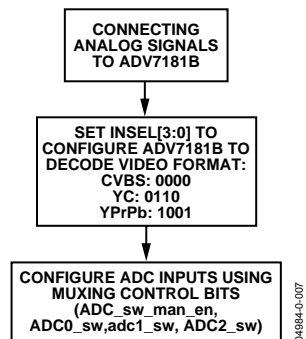 CONNECTING
ANALOG SIGNALS
TO ADV7181B
SET INSEL[3:0] TO
CONFIGURE ADV7181B TO
DECODE VIDEO FORMAT:
CVBS: 0000
YC: 0110
YPrPb: 1001
CONFIGURE ADC INPUTS USING
MUXING CONTROL BITS
(ADC_sw_man_en,
ADC0_sw,adc1_sw, ADC2_sw)
04984-0-007